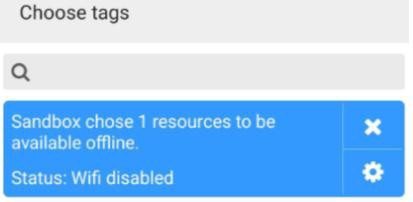 Choose tags
Sandbox chose 1 resources to be
available offline.
Status: Wifi disabled